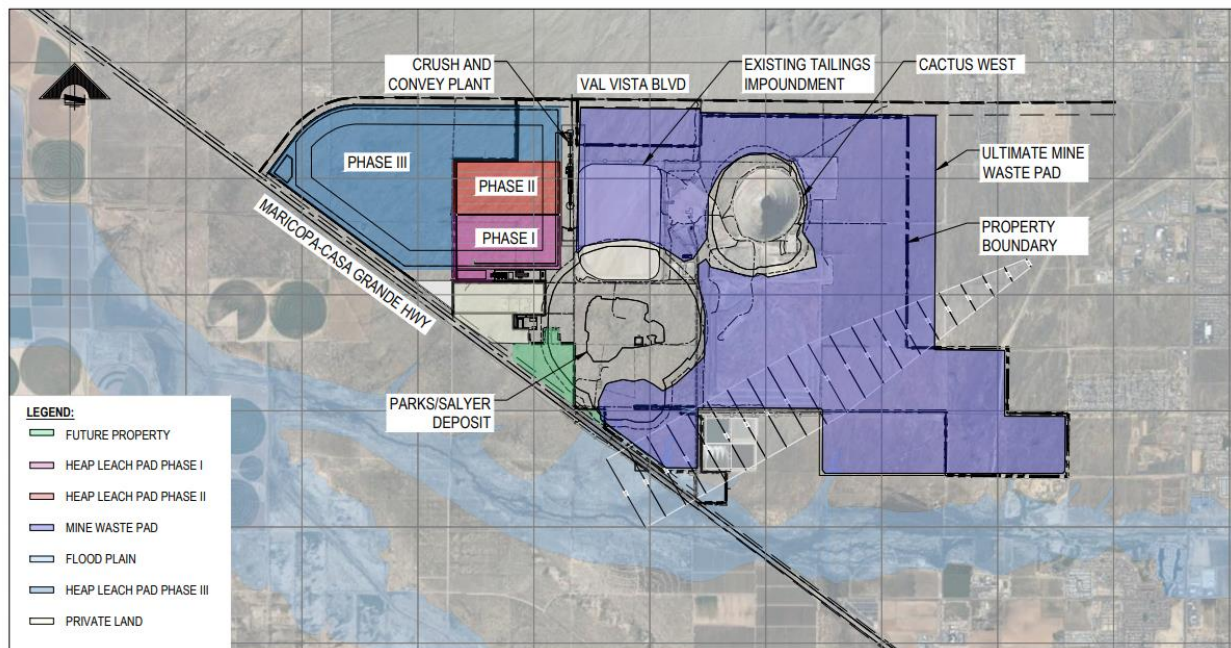 CRUSH AND
CONVEY PLANT
VAL VISTA BLVD
EXISTING TAILINGS
IMPOUNDMENT
CACTUS WEST
PHASE III
PHASE II
PHASE I
ULTIMATE MINE
WASTE PAD
PROPERTY
BOUNDARY
MARICOPA-CASA GRANDE HWY
PARKS/SALYER
DEPOSIT
LEGEND:
FUTURE PROPERTY
HEAP LEACH PAD PHASE I
HEAP LEACH PAD PHASE II
MINE WASTE PAD
FLOOD PLAIN
HEAP LEACH PAD PHASE III
PRIVATE LAND